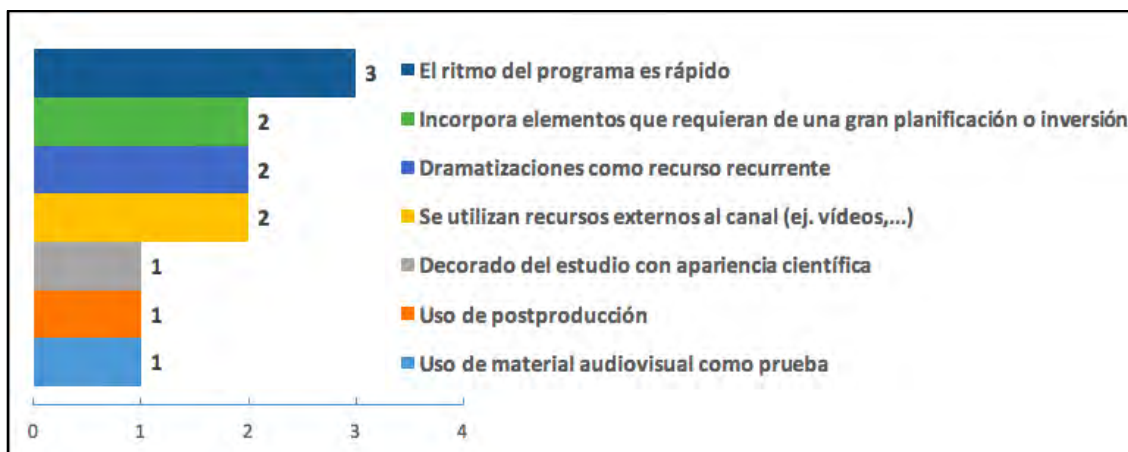 3 El ritmo del programa es rápido
2 Incorpora elementos que requieran de una gran planificación o inversión
2 Dramatizaciones como recurso recurrente
2 Se utilizan recursos externos al canal (ej. vídeos,...)
1 Decorado del estudio con apariencia científica
1 Uso de postproducción
1 Uso de material audiovisual como prueba
0 1 2 3 4